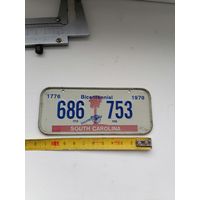 1776 Bicentennial 1976
686 753
SOUTH CAROLINA